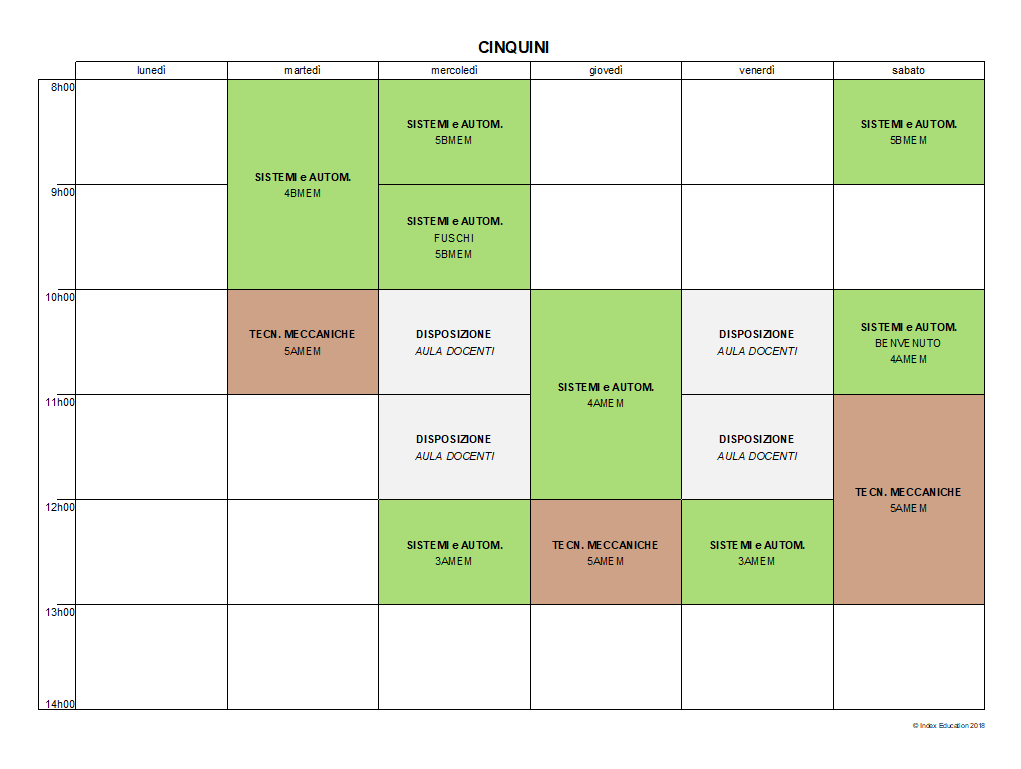 CINQUINI
lunedì martedì mercoledì giovedì venerdì sabato
8h00
SISTEMI e AUTOM.
5BMEM
SISTEMI e AUTOM.
5BMEM
SISTEMI e AUTOM.
4BMEM
9h00
SISTEMI e AUTOM.
FUSCHI
5BMEM
10h00
TECN. MECCANICHE
5AMEM
DISPOSIZIONE
AULA DOCENTI
DISPOSIZIONE
AULA DOCENTI
SISTEMI e AUTOM.
BENVENUTO
4AMEM
SISTEMI e AUTOM.
4AMEM
11h00
DISPOSIZIONE
AULA DOCENTI
DISPOSIZIONE
AULA DOCENTI
TECN. MECCANICHE
5AMEM
12h00
SISTEMI e AUTOM.
3AMEM
TECN. MECCANICHE
5AMEM
SISTEMI e AUTOM.
3AMEM
13h00
14h00
© Index Education 2018